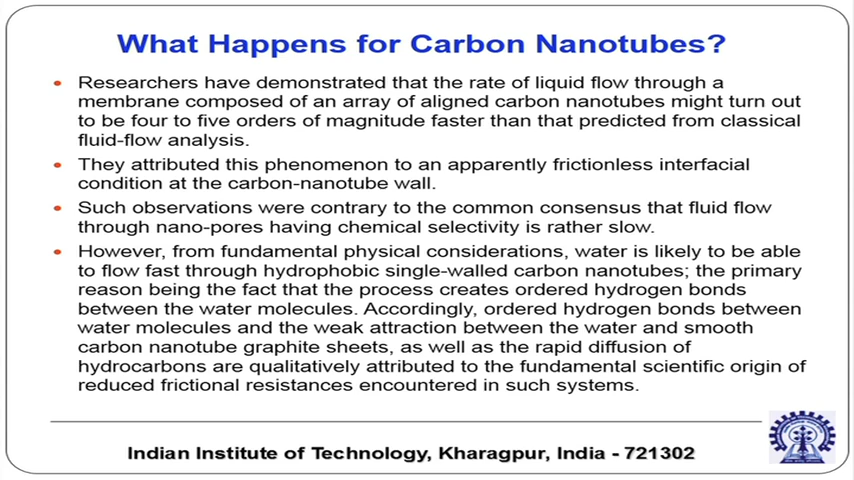 What Happens for Carbon Nanotubes?
• Researchers have demonstrated that the rate of liquid flow through a
membrane composed of an array of aligned carbon nanotubes might turn out
to be four to five orders of magnitude faster than that predicted from classical
fluid-flow analysis.
• They attributed this phenomenon to an apparently frictionless interfacial
condition at the carbon-nanotube wall.
• Such observations were contrary to the common consensus that fluid flow
through nano-pores having chemical selectivity is rather slow.
• However, from fundamental physical considerations, water is likely to be able
to flow fast through hydrophobic single-walled carbon nanotubes; the primary
reason being the fact that the process creates ordered hydrogen bonds
between the water molecules. Accordingly, ordered hydrogen bonds between
water molecules and the weak attraction between the water and smooth
carbon nanotube graphite sheets, as well as the rapid diffusion of
hydrocarbons are qualitatively attributed to the fundamental scientific origin of
reduced frictional resistances encountered in such systems.
Indian Institute of Technology, Kharagpur, India - 721302